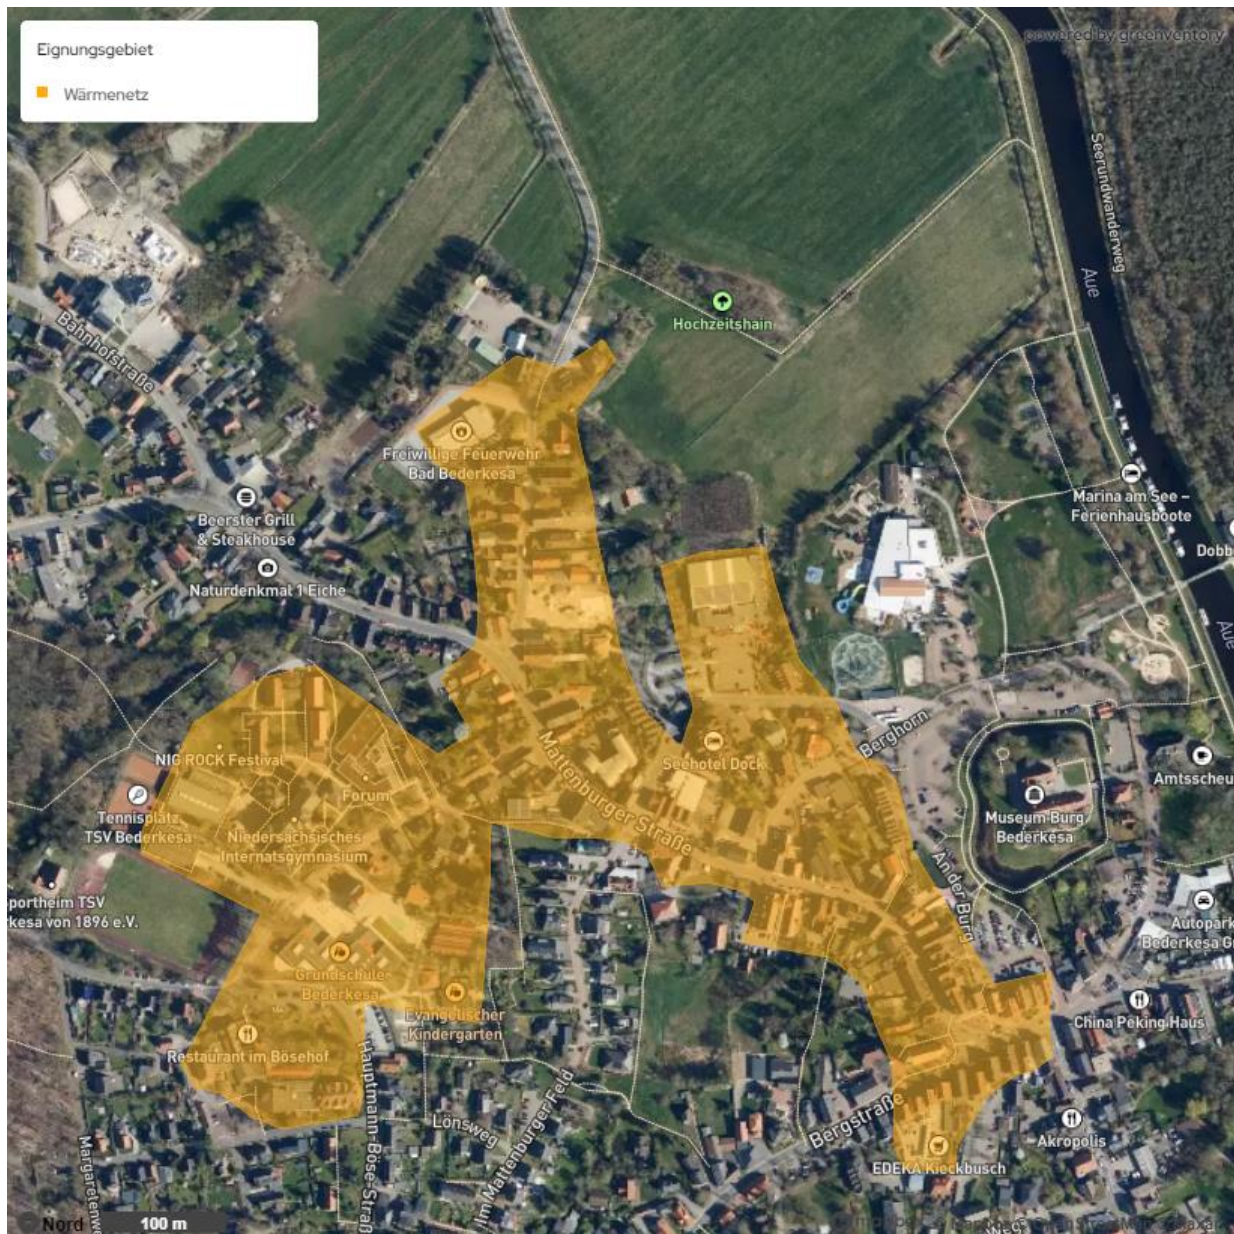 Eignungsgebiet
Wärmenetz
powered by greenventory
Seerundwanderweg
Aue
Hochzeitshain
Bahnhofstraße
Freiwillige Feuerwehr
Bad Bederkesa
Beerster Grill
& Steakhouse
Naturdenkmal 1 Eiche
Marina am See –
Ferienhausboote
Dobb
Aue
NIG ROCK Festival
Forum
Tennisplatz
TSV Bederkesa
Niedersächsisches
Internatsgymnasium
Mattenburger Straße
Seehotel Dock
Berghorn
Amtsscheu
Museum Burg
Bederkesa
An der Burg
portheim TSV
rkesa von 1896 e.V.
Autopark
Bederkesa G
Grundschule
Bederkesa
Evangelischer
Kindergarten
China Peking Haus
Restaurant im Bösehof
Hauptmann-Böse-Straß
Lönsweg
Im Mattenburger Feld
Bergstraße
Akropolis
EDEKA Kieckbusch
Margaretenwe
Nord
100 m